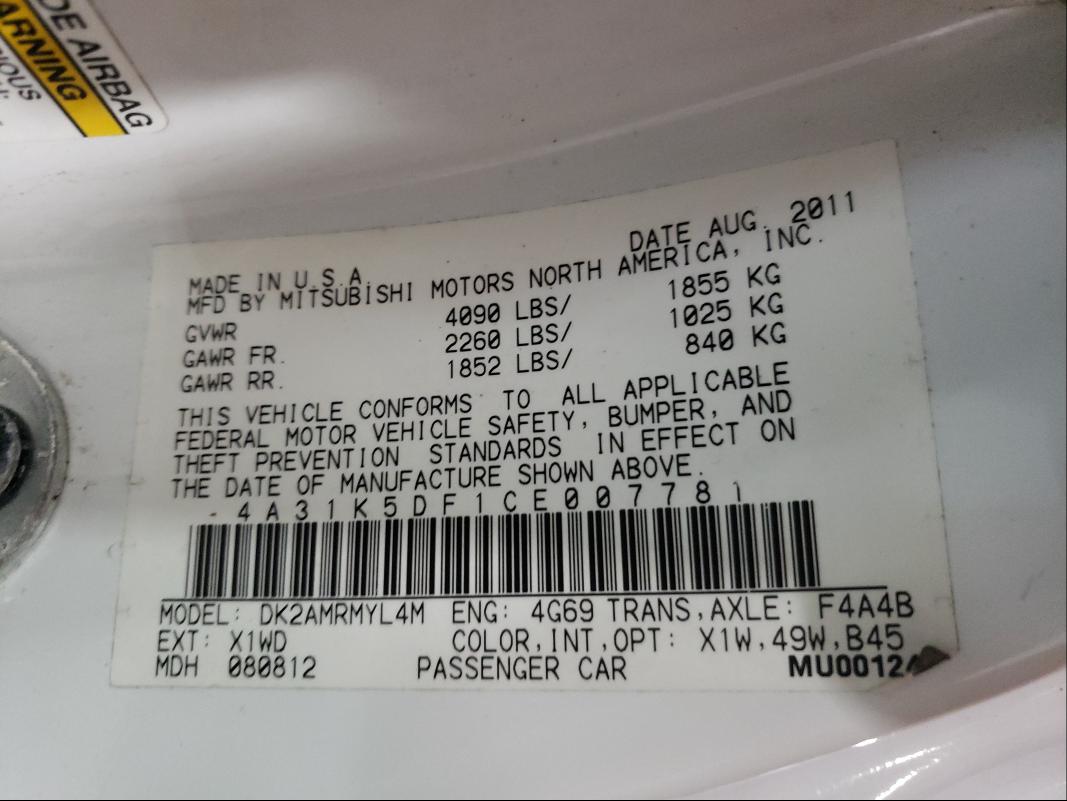 DE AIRBAG
ARNING
IOUS
DATE AUG. 2011
MADE IN U.S.A.
MFD BY MITSUBISHI MOTORS NORTH AMERICA, INC.
GVWR 4090 LBS/ 1855 KG
GAWR FR. 2260 LBS/ 1025 KG
GAWR RR. 1852 LBS/ 840 KG
THIS VEHICLE CONFORMS TO ALL APPLICABLE
FEDERAL MOTOR VEHICLE SAFETY, BUMPER, AND
THEFT PREVENTION STANDARDS IN EFFECT ON
THE DATE OF MANUFACTURE SHOWN ABOVE.
4A31K5DF1CE007781
MODEL: DK2AMRMYL4M ENG: 4G69 TRANS,AXLE: F4A4B
EXT: X1WD COLOR,INT,OPT: X1W,49W,B45
MDH 080812 PASSENGER CAR MU00124